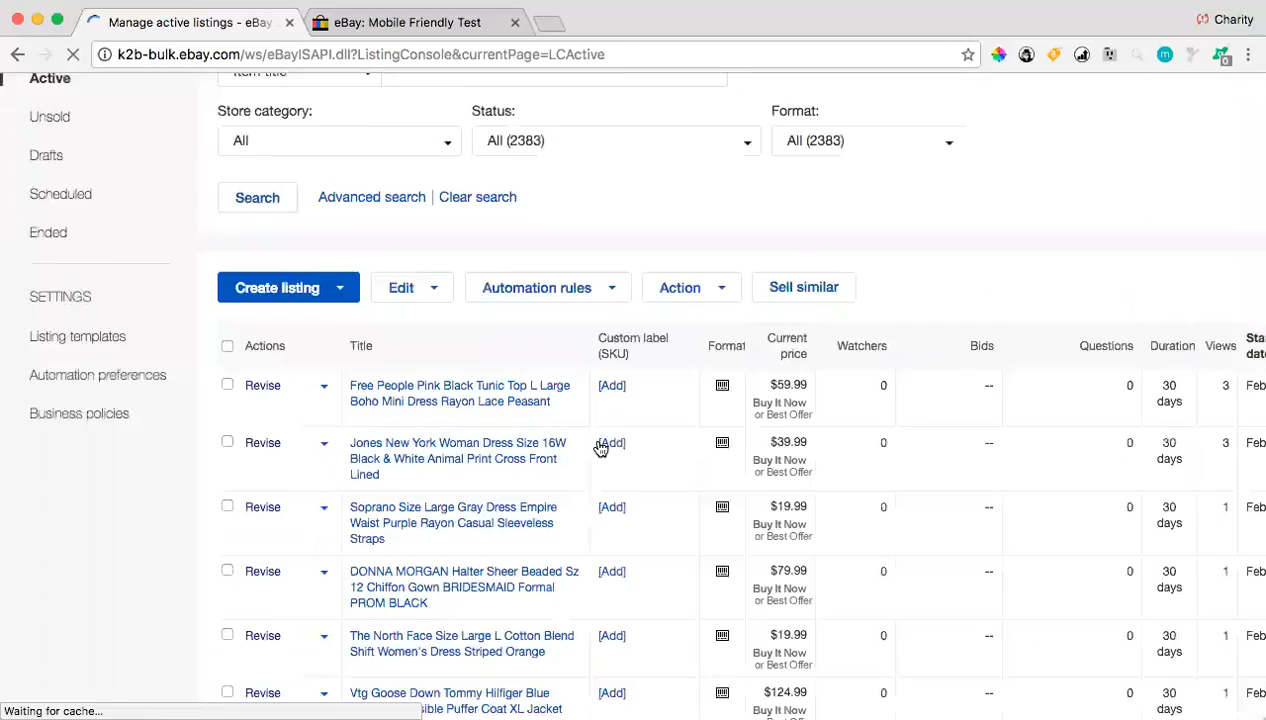 Manage active listings - eBay
eBay: Mobile Friendly Test
Charity
k2b-bulk.ebay.com/ws/eBayISAPI.dll?ListingConsole&currentPage=LCActive
0
Active
Item title
Unsold
Store category:
Status:
Format:
All
All (2383)
All (2383)
Drafts
Scheduled
Search
Advanced search | Clear search
Ended
SETTINGS
Create listing
Edit
Automation rules
Action
Sell similar
Listing templates
Automation preferences
Business policies
Actions
Title
Custom label
(SKU)
Format
Current
price
Watchers
Bids
Questions
Duration
Views
Revise
Free People Pink Black Tunic Top L Large
Boho Mini Dress Rayon Lace Peasant
[Add]
$59.99
Buy It Now
or Best Offer
0
--
0
30
days
3
Feb
Revise
Jones New York Woman Dress Size 16W
Black & White Animal Print Cross Front
Lined
[Add]
$39.99
Buy It Now
or Best Offer
0
--
0
30
days
3
Feb
Revise
Soprano Size Large Gray Dress Empire
Waist Purple Rayon Casual Sleeveless
Straps
[Add]
$19.99
Buy It Now
or Best Offer
0
--
0
30
days
1
Feb
Revise
DONNA MORGAN Halter Sheer Beaded Sz
12 Chiffon Gown BRIDESMAID Formal
PROM BLACK
[Add]
$79.99
Buy It Now
or Best Offer
0
--
0
30
days
1
Feb
Revise
The North Face Size Large L Cotton Blend
Shift Women's Dress Striped Orange
[Add]
$19.99
Buy It Now
or Best Offer
0
--
0
30
days
1
Feb
Revise
Vtg Goose Down Tommy Hilfiger Blue
Puffer Coat XL Jacket
[Add]
$124.99
Buy It Now
or Best Offer
0
--
0
30
days
1
Feb
Waiting for cache...